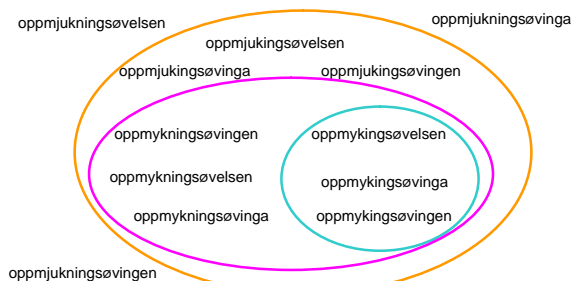 oppmjukningsøvelsen
oppmjukningsøvinga
oppmjukingsøvelsen
oppmjukingsøvinga
oppmjukingsøvingen
oppmykningsøvingen
oppmykingsøvelsen
oppmykningsøvelsen
oppmykingsøvinga
oppmykningsøvinga
oppmykingsøvingen
oppmjukningsøvingen